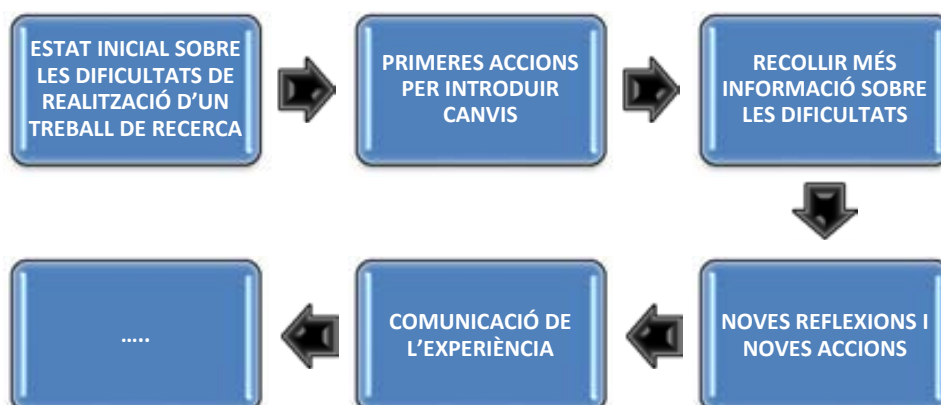 ESTAT INICIAL SOBRE
LES DIFICULTATS DE
REALITZACIÓ D’UN
TREBALL DE RECERCA
PRIMERES ACCIONS
PER INTRODUIR
CANVIS
RECOLLIR MÉS
INFORMACIÓ SOBRE
LES DIFICULTATS
NOVES REFLEXIONS I
NOVES ACCIONS
COMUNICACIÓ DE
L’EXPERIÈNCIA
.....